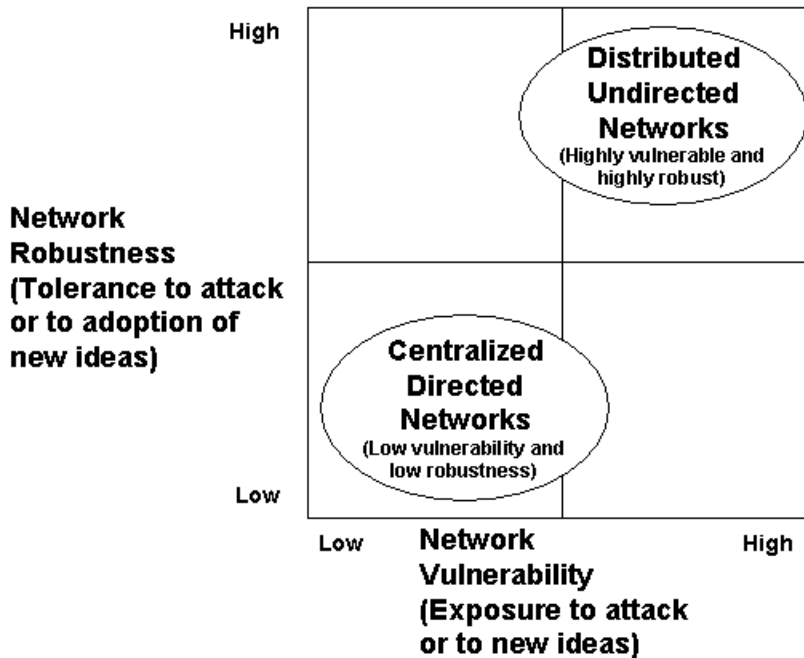 High
Distributed
Undirected
Networks
(Highly vulnerable and
highly robust)
Network
Robustness
(Tolerance to attack
or to adoption of
new ideas)
Centralized
Directed
Networks
(Low vulnerability and
low robustness)
Low
Low
High
Network
Vulnerability
(Exposure to attack
or to new ideas)